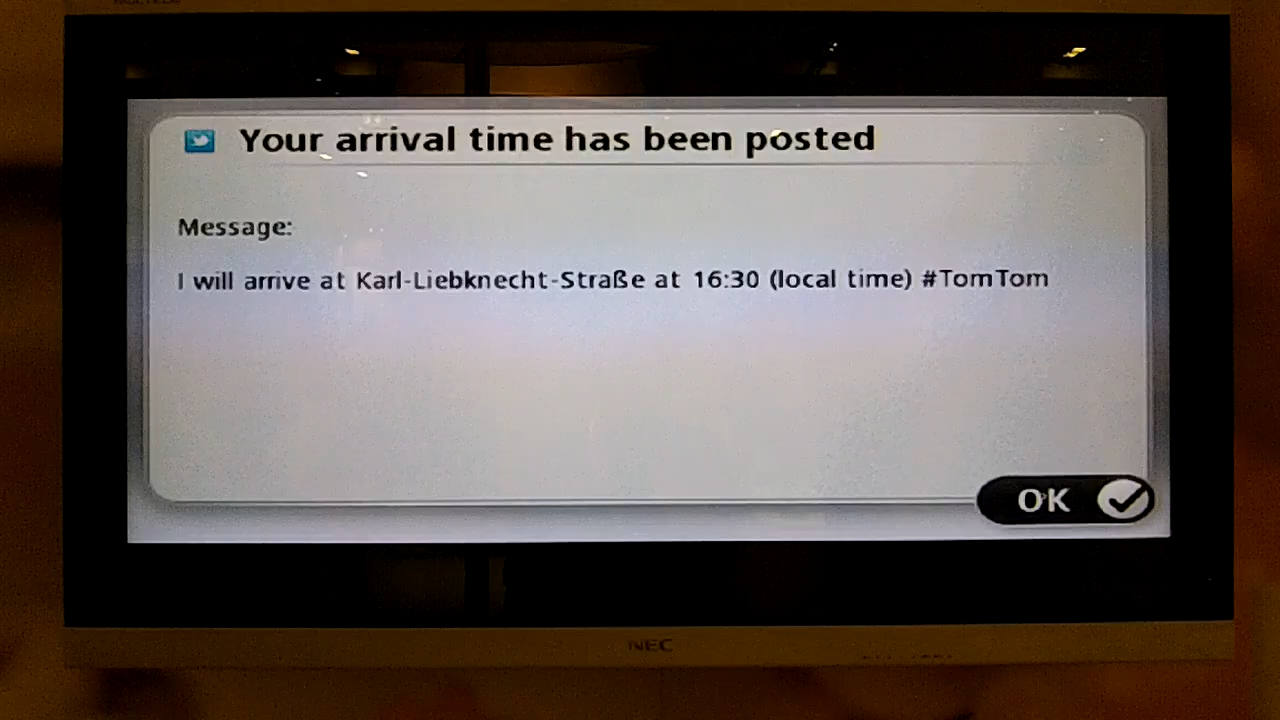 Your arrival time has been posted
Message:
I will arrive at Karl-Liebknecht-Straße at 16:30 (local time) #TomTom
OK
NEC